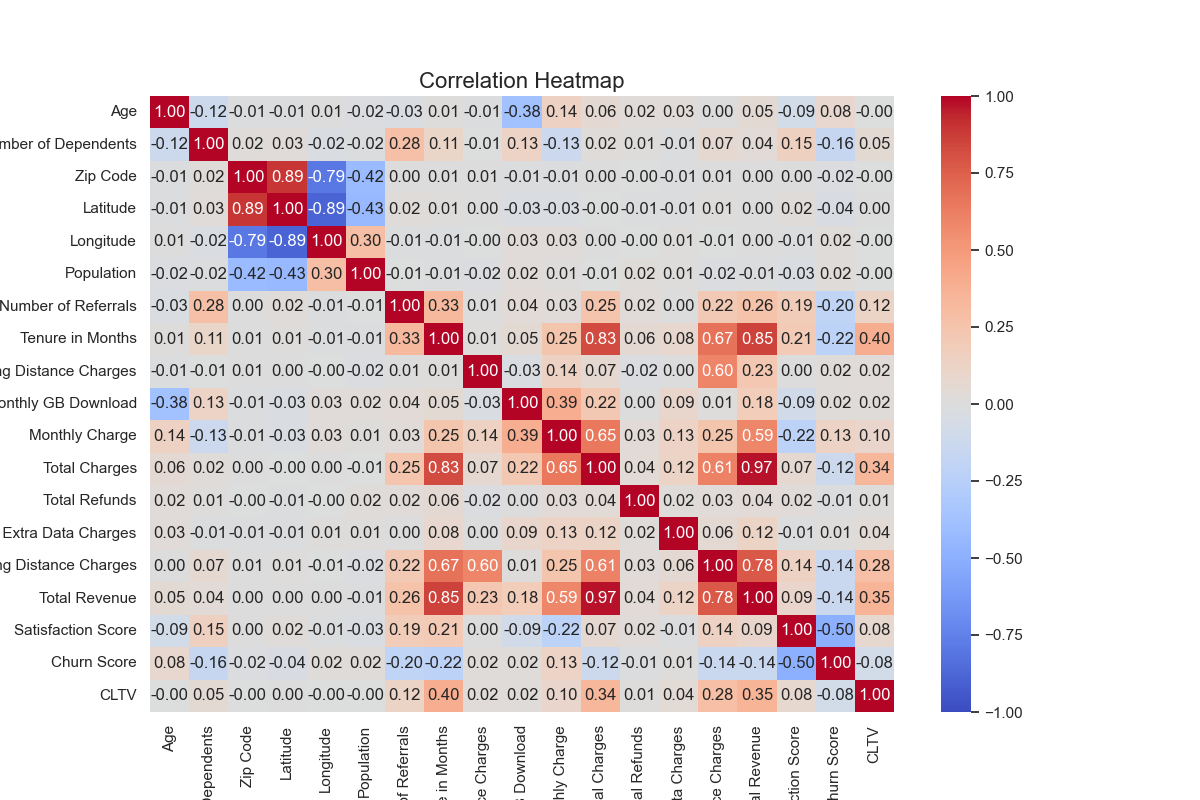 Correlation Heatmap
Age 1.00 -0.12 -0.01 -0.01 0.01 -0.02 -0.03 0.01 -0.01 -0.38 0.14 0.06 0.02 0.03 0.00 0.05 -0.09 0.08 -0.00
mber of Dependents -0.12 1.00 0.02 0.03 -0.02 -0.02 0.28 0.11 -0.01 0.13 -0.13 0.02 0.01 -0.01 0.07 0.04 0.15 -0.16 0.05
Zip Code -0.01 0.02 1.00 0.89 -0.79 -0.42 0.00 0.01 0.01 -0.01 -0.01 0.00 -0.00 -0.01 0.01 0.00 0.00 -0.02 -0.00
Latitude -0.01 0.03 0.89 1.00 -0.89 -0.43 0.02 0.01 0.00 -0.03 -0.03 -0.00 -0.01 -0.01 0.01 0.00 0.02 -0.04 0.00
Longitude 0.01 -0.02 -0.79 -0.89 1.00 0.30 -0.01 -0.01 -0.00 0.03 0.03 0.00 -0.00 0.01 -0.01 0.00 -0.01 0.02 -0.00
Population -0.02 -0.02 -0.42 -0.43 0.30 1.00 -0.01 -0.01 -0.02 0.02 0.01 -0.01 0.02 0.01 -0.02 -0.01 -0.03 0.02 -0.00
Number of Referrals -0.03 0.28 0.00 0.02 -0.01 -0.01 1.00 0.33 0.01 0.04 0.03 0.25 0.02 0.00 0.22 0.26 0.19 -0.20 0.12
Tenure in Months 0.01 0.11 0.01 0.01 -0.01 -0.01 0.33 1.00 0.01 0.05 0.25 0.83 0.06 0.08 0.67 0.85 0.21 -0.22 0.40
ng Distance Charges -0.01 -0.01 0.01 0.00 -0.00 -0.02 0.01 0.01 1.00 -0.03 0.14 0.07 -0.02 0.00 0.60 0.23 0.00 0.02 0.02
onthly GB Download -0.38 0.13 -0.01 -0.03 0.03 0.02 0.04 0.05 -0.03 1.00 0.39 0.22 0.00 0.09 0.01 0.18 -0.09 0.02 0.02
Monthly Charge 0.14 -0.13 -0.01 -0.03 0.03 0.01 0.03 0.25 0.14 0.39 1.00 0.65 0.03 0.13 0.25 0.59 -0.22 0.13 0.10
Total Charges 0.06 0.02 0.00 -0.00 0.00 -0.01 0.25 0.83 0.07 0.22 0.65 1.00 0.04 0.12 0.61 0.97 0.07 -0.12 0.34
Total Refunds 0.02 0.01 -0.00 -0.01 -0.00 0.02 0.02 0.06 -0.02 0.00 0.03 0.04 1.00 0.02 0.03 0.04 0.02 -0.01 0.01
Extra Data Charges 0.03 -0.01 -0.01 -0.01 0.01 0.01 0.00 0.08 0.00 0.09 0.13 0.12 0.02 1.00 0.06 0.12 -0.01 0.01 0.04
ng Distance Charges 0.00 0.07 0.01 0.01 -0.01 -0.02 0.22 0.67 0.60 0.01 0.25 0.61 0.03 0.06 1.00 0.78 0.14 -0.14 0.28
Total Revenue 0.05 0.04 0.00 0.00 0.00 -0.01 0.26 0.85 0.23 0.18 0.59 0.97 0.04 0.12 0.78 1.00 0.09 -0.14 0.35
Satisfaction Score -0.09 0.15 0.00 0.02 -0.01 -0.03 0.19 0.21 0.00 -0.09 -0.22 0.07 0.02 -0.01 0.14 0.09 1.00 -0.50 0.08
Churn Score 0.08 -0.16 -0.02 -0.04 0.02 0.02 -0.20 -0.22 0.02 0.02 0.13 -0.12 -0.01 0.01 -0.14 -0.14 -0.50 1.00 -0.08
CLTV -0.00 0.05 -0.00 0.00 -0.00 -0.00 0.12 0.40 0.02 0.02 0.10 0.34 0.01 0.04 0.28 0.35 0.08 -0.08 1.00
Age
Dependents
Zip Code
Latitude
Longitude
Population
of Referrals
e in Months
ce Charges
Download
hly Charge
al Charges
al Refunds
ta Charges
ce Charges
al Revenue
ction Score
hurn Score
CLTV
1.00
0.75
0.50
0.25
0.00
−0.25
−0.50
−0.75
−1.00